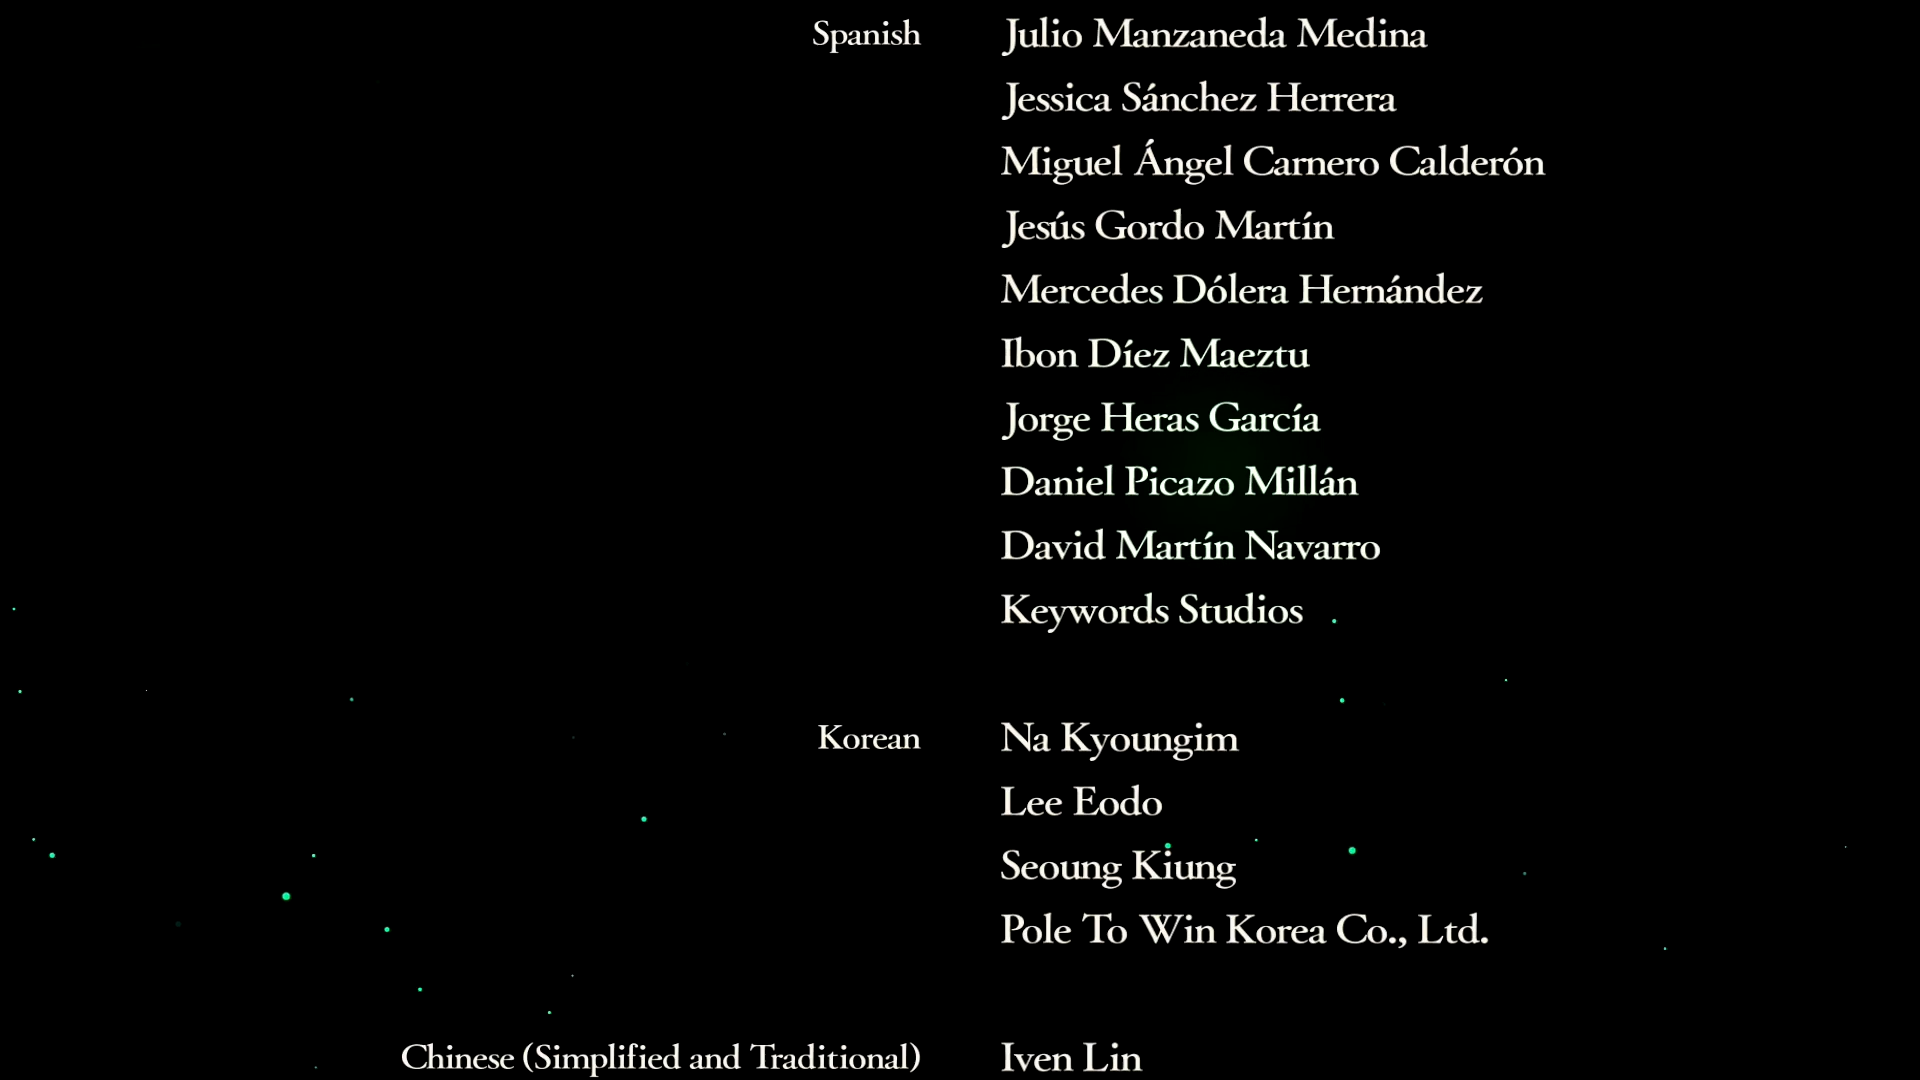 Spanish Julio Manzaneda Medina
Jessica Sánchez Herrera
Miguel Ángel Carnero Calderón
Jesús Gordo Martín
Mercedes Dólera Hernández
Ibon Díez Maeztu
Jorge Heras García
Daniel Picazo Millán
David Martín Navarro
Keywords Studios
Korean Na Kyoungim
Lee Eodo
Seoung Kiung
Pole To Win Korea Co., Ltd.
Chinese (Simplified and Traditional) Iven Lin